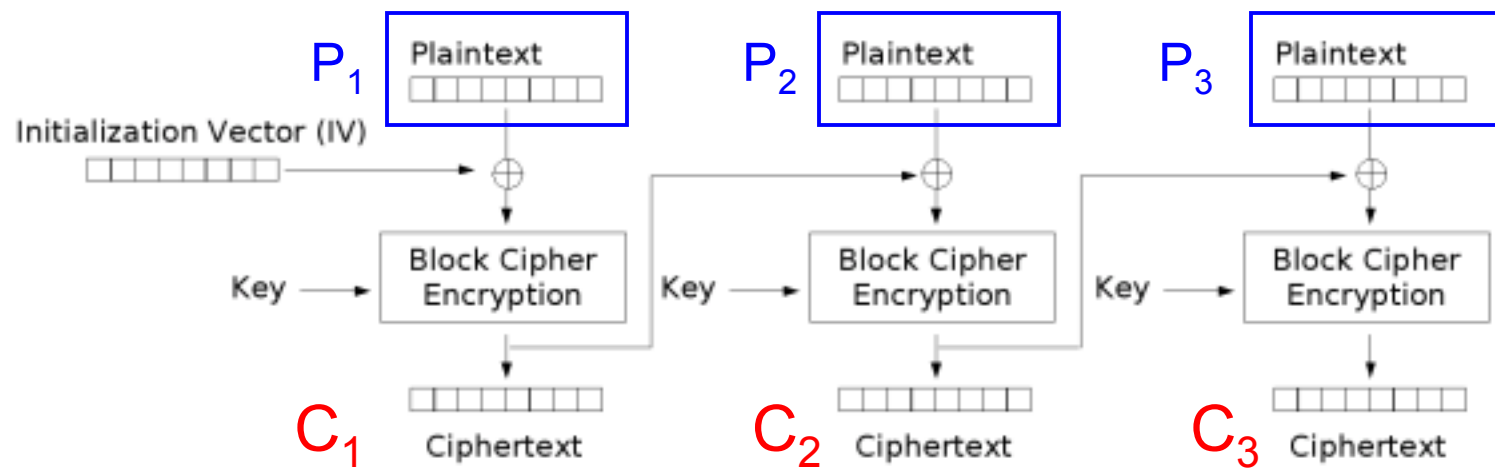 P1
Plaintext
P2
Plaintext
P3
Plaintext
Initialization Vector (IV)
Key
Block Cipher
Encryption
Key
Block Cipher
Encryption
Key
Block Cipher
Encryption
C1
Ciphertext
C2
Ciphertext
C3
Ciphertext